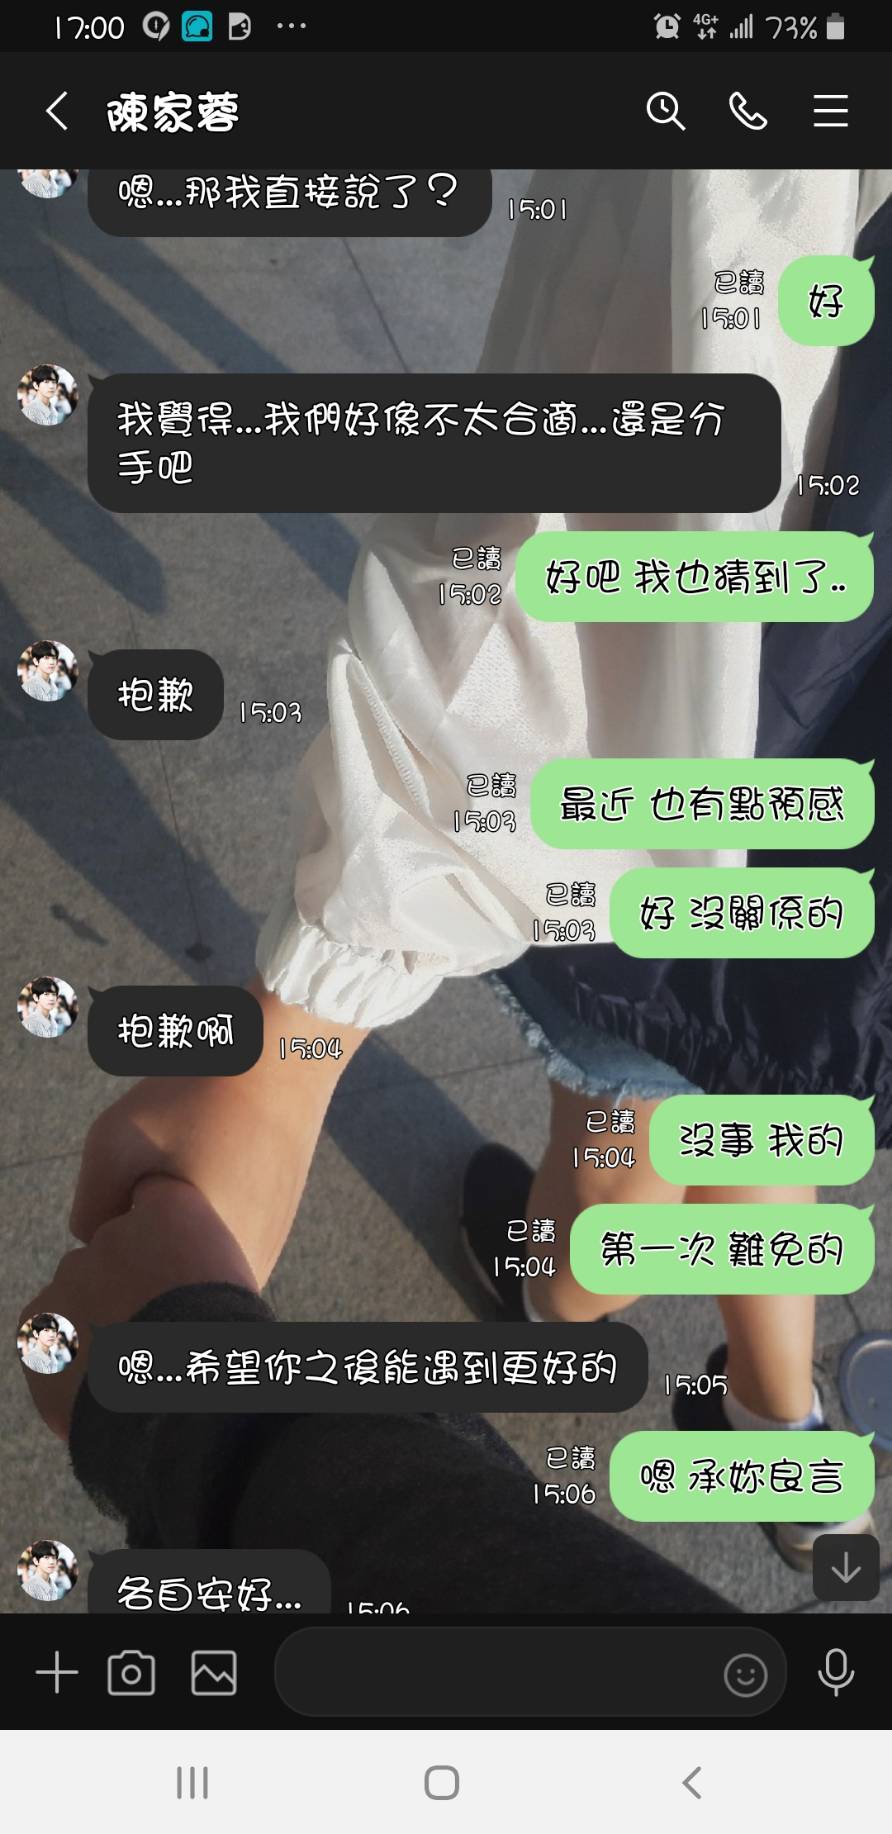 17:00
4G+
73%
陳家蓉
嗯...那我直接說了？
15:01
已讀
15:01
好
我覺得...我們好像不太合適...還是分
手吧
15:02
已讀
15:02
好吧 我也猜到了..
抱歉
15:03
已讀
15:03
最近 也有點預感
已讀
15:03
好 沒關係的
抱歉啊
15:04
已讀
15:04
沒事 我的
已讀
15:04
第一次 難免的
嗯...希望你之後能遇到更好的
15:05
已讀
15:06
嗯 承妳良言
各自安好...
15:06